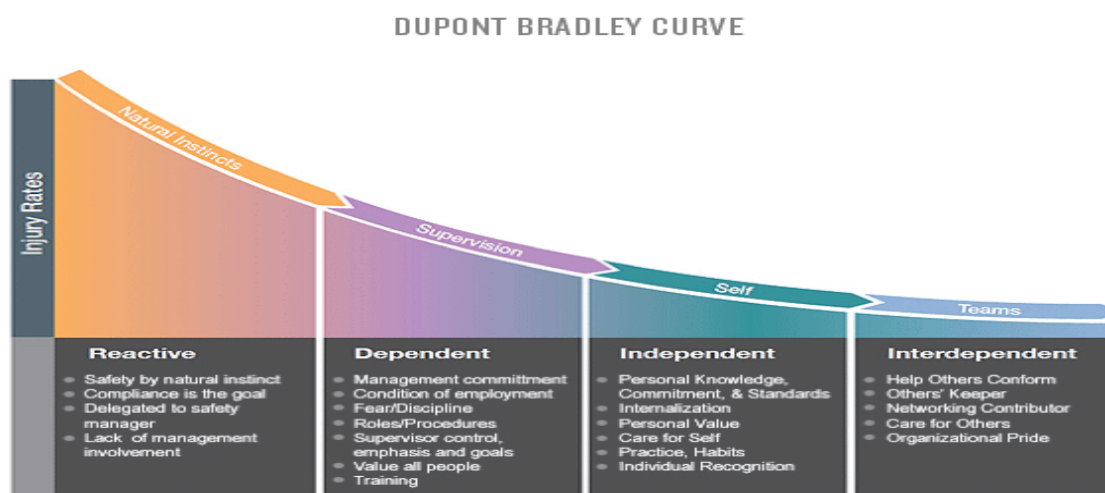 DUPONT BRADLEY CURVE
Injury Rates
Natural Instincts
Supervision
Self
Teams
Reactive
Safety by natural instinct
Compliance is the goal
Delegated to safety
manager
Lack of management
involvement
Dependent
Management committment
Condition of employment
Fear/Discipline
Roles/Procedures
Supervisor control,
emphasis and goals
Value all people
Training
Independent
Personal Knowledge,
Commitment, & Standards
Internalization
Personal Value
Care for Self
Practice, Habits
Individual Recognition
Interdependent
Help Others Conform
Others' Keeper
Networking Contributor
Care for Others
Organizational Pride